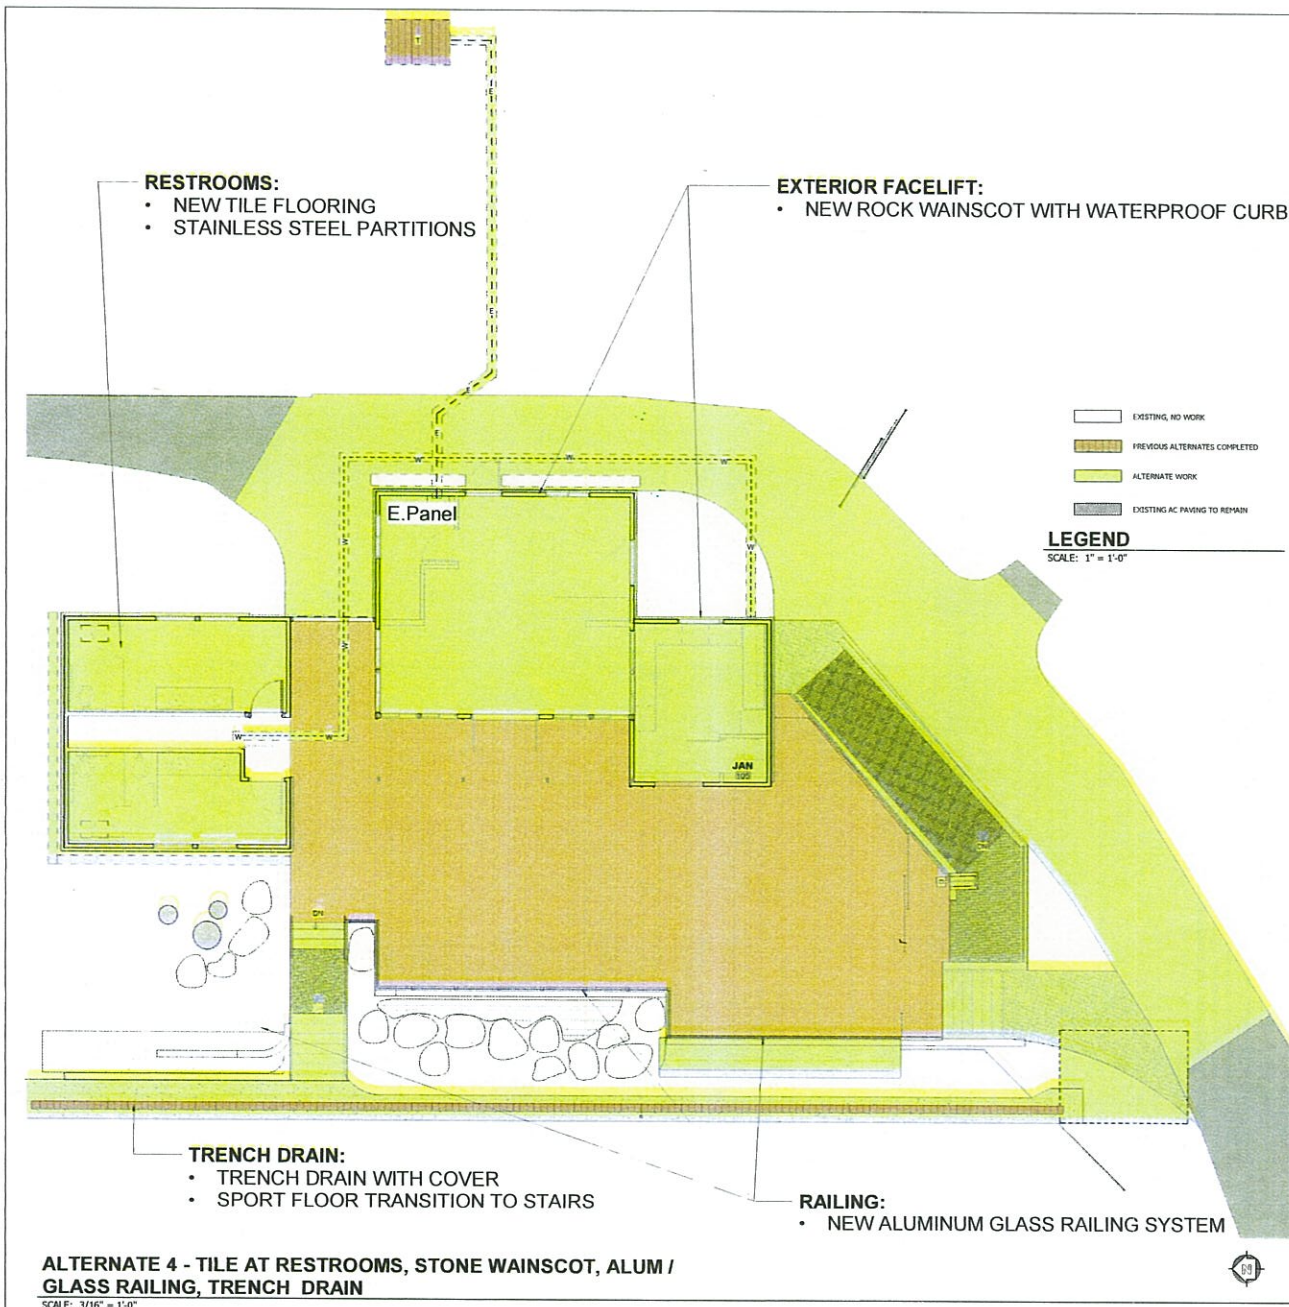 T
E
RESTROOMS:
• NEW TILE FLOORING
• STAINLESS STEEL PARTITIONS
EXTERIOR FACELIFT:
• NEW ROCK WAINSCOT WITH WATERPROOF CURB
E
E
E
W
W
W
EXISTING, NO WORK
PREVIOUS ALTERNATES COMPLETED
ALTERNATE WORK
EXISTING AC PAVING TO REMAIN
LEGEND
SCALE: 1" = 1'-0"
E.Panel
W
W
W
W
W
JAN
105
DN
TRENCH DRAIN:
• TRENCH DRAIN WITH COVER
• SPORT FLOOR TRANSITION TO STAIRS
RAILING:
• NEW ALUMINUM GLASS RAILING SYSTEM
ALTERNATE 4 - TILE AT RESTROOMS, STONE WAINSCOT, ALUM /
GLASS RAILING, TRENCH DRAIN
SCALE: 3/16" = 1'-0"
N